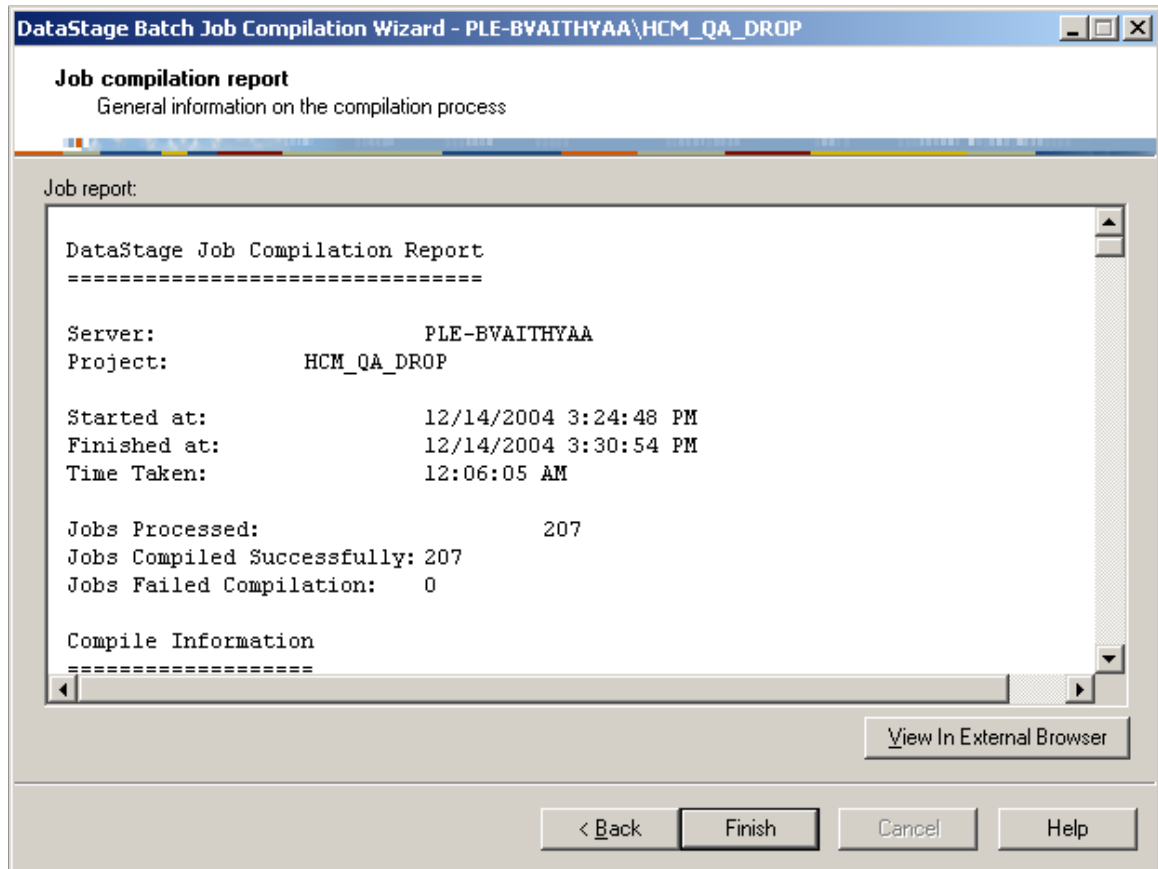 DataStage Batch Job Compilation Wizard - PLE-BVAITHYAA\HCM_QA_DROP
Job compilation report
General information on the compilation process
Job report:
DataStage Job Compilation Report
================================
Server: PLE-BVAITHYAA
Project: HCM_QA_DROP
Started at: 12/14/2004 3:24:48 PM
Finished at: 12/14/2004 3:30:54 PM
Time Taken: 12:06:05 AM
Jobs Processed: 207
Jobs Compiled Successfully: 207
Jobs Failed Compilation: 0
Compile Information
===================
View In External Browser
< Back Finish Cancel Help